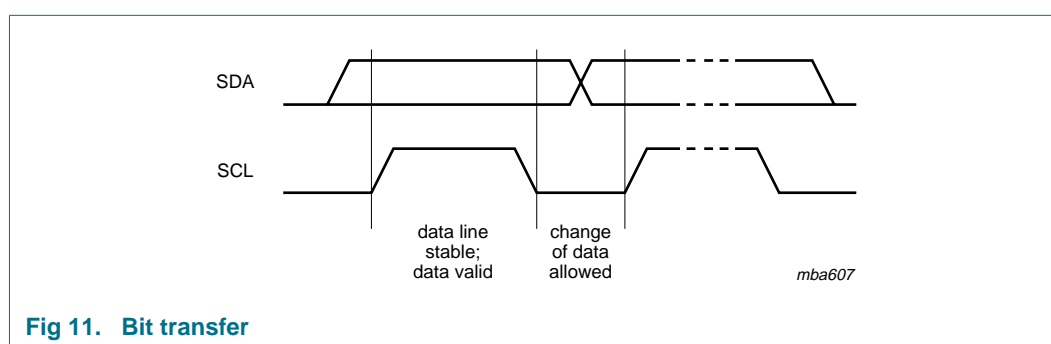 SDA
SCL
data line
stable;
data valid
change
of data
allowed
mba607
Fig 11. Bit transfer